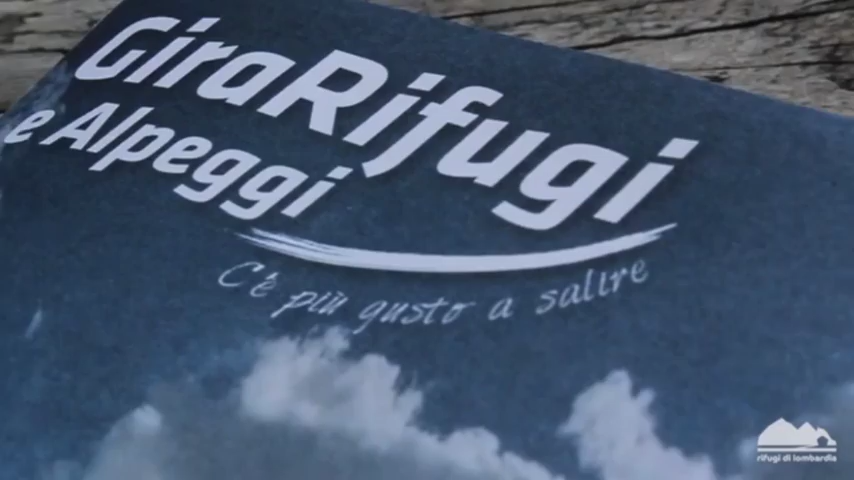 GiraRifugi
e Alpeggi
C'è più gusto a salire
rifugi di lombardia